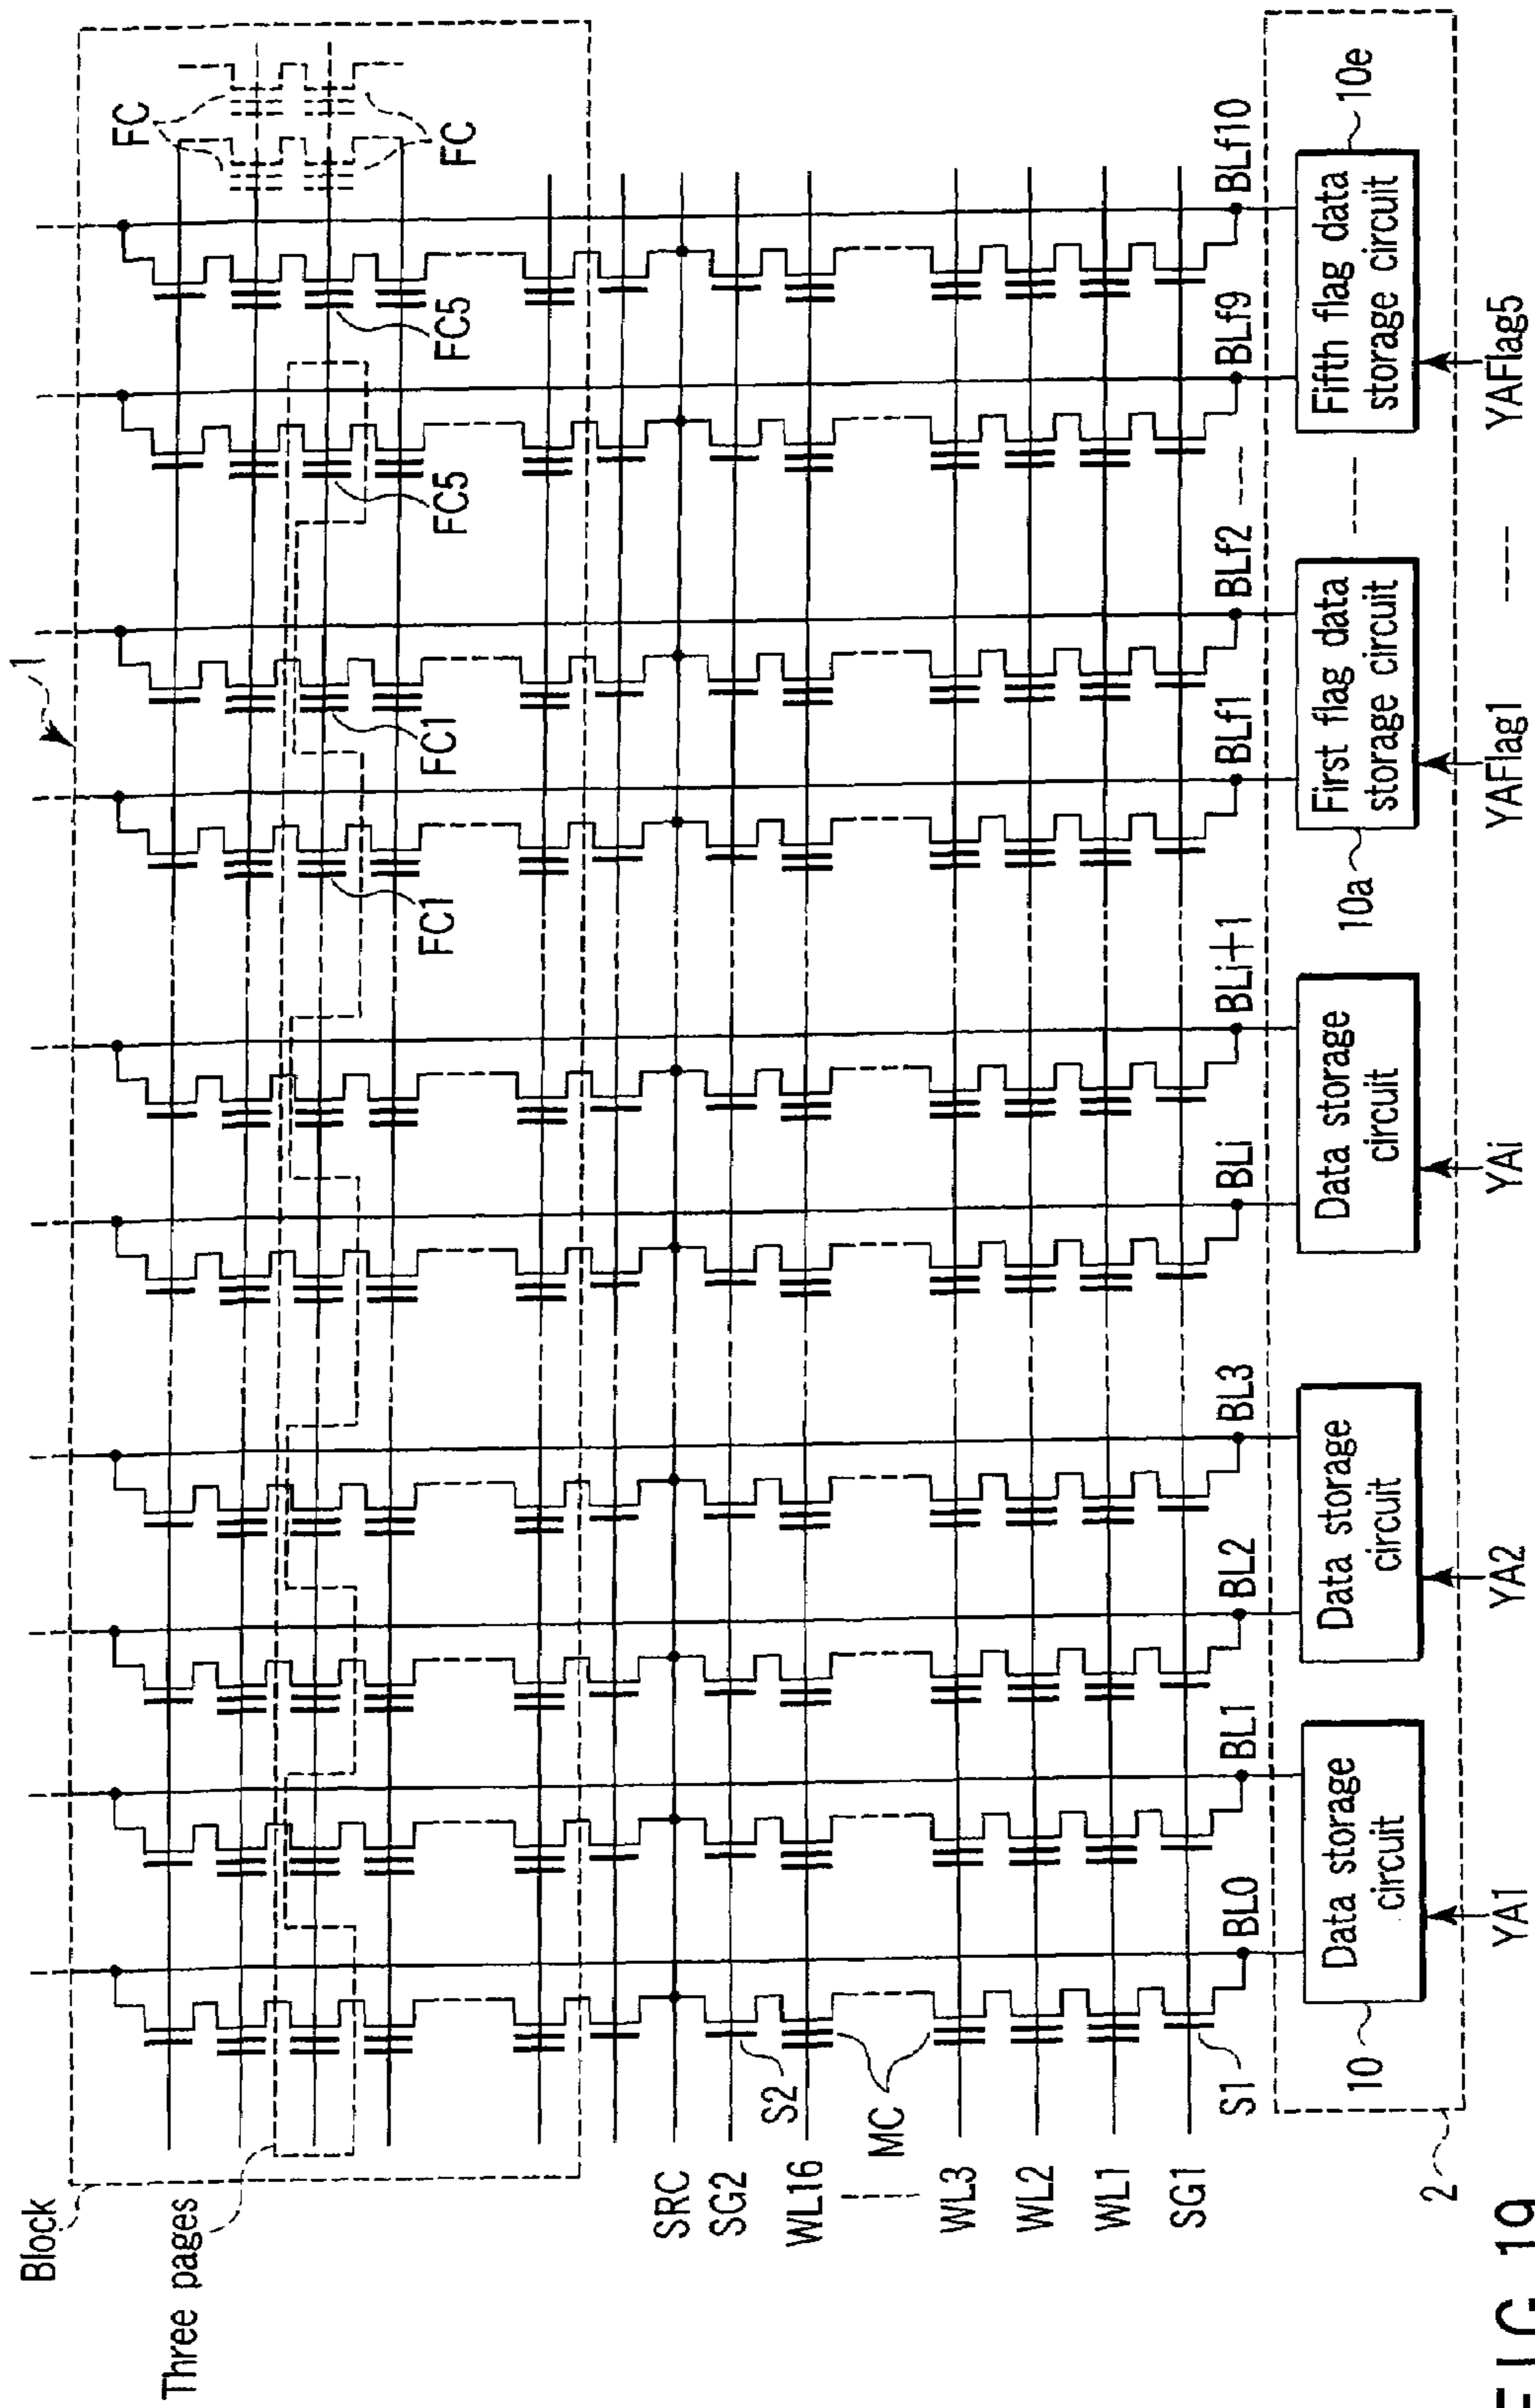 Block
Three pages
1
FC
FC
FC1
FC1
FC5
FC5
SRC
SG2
WL16
WL3
WL2
WL1
SG1
S2
MC
S1
BL0
BL1
BL2
BL3
BLi
BLi+1
BLf1
BLf2
BLf9
BLf10
2
10
Data storage
circuit
Data storage
circuit
Data storage
circuit
10a
First flag data
storage circuit
Fifth flag data
storage circuit
10e
YA1
YA2
YAi
YAFlag1
YAFlag5
FIG. 19